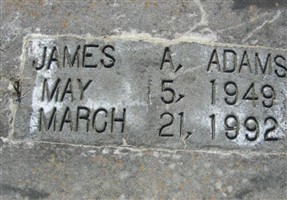 JAMES A. ADAMS
MAY 5, 1949
MARCH 21, 1992